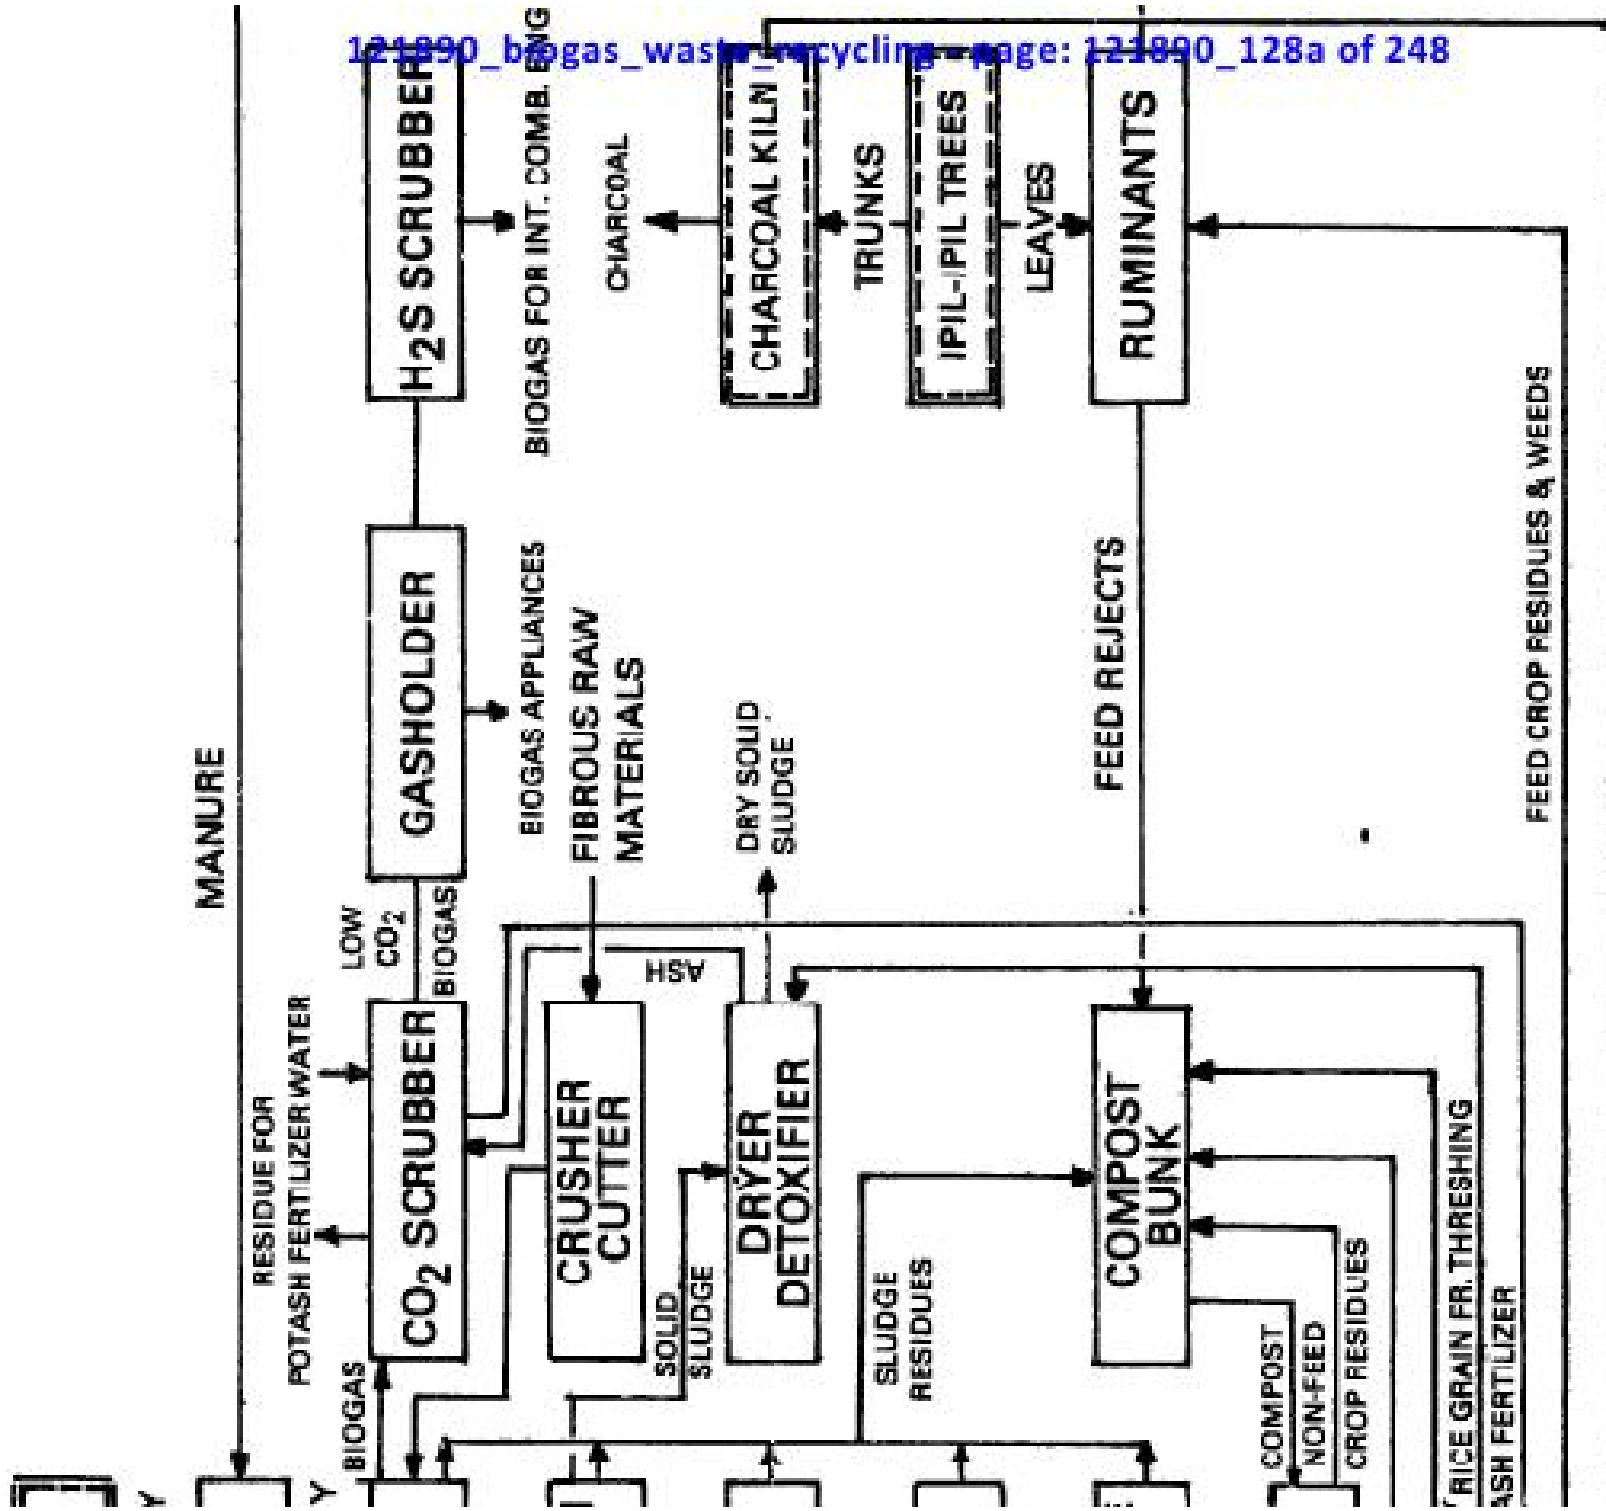 121890_biogas_waste_recycling - page: 121890_128a of 248
MANURE
H2S SCRUBBER
BIOGAS FOR INT. COMB. ENG
CHARCOAL
CHARCOAL KILN
TRUNKS
IPIL-IPIL TREES
LEAVES
RUMINANTS
GASHOLDER
BIOGAS APPLIANCES
FIBROUS RAW
MATERIALS
DRY SOLID
SLUDGE
FEED REJECTS
FEED CROP RESIDUES & WEEDS
LOW
CO2
BIOGAS
RESIDUE FOR
POTASH FERTILIZER WATER
CO2 SCRUBBER
CRUSHER
CUTTER
ASH
DRYER
DETOXIFIER
SOLID
SLUDGE
SLUDGE
RESIDUES
COMPOST
BUNK
BIOGAS
COMPOST
NON-FEED
CROP RESIDUES
RICE GRAIN FR. THRESHING
ASH FERTILIZER
Y
Y